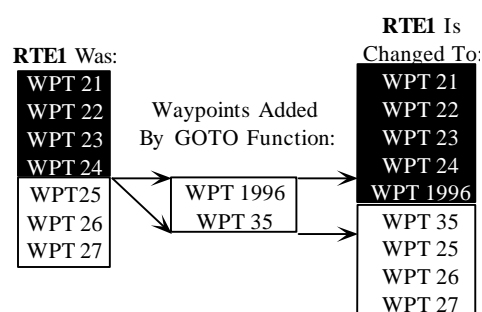 RTE1 Was:
WPT 21
WPT 22
WPT 23
WPT 24
WPT25
WPT 26
WPT 27
Waypoints Added
By GOTO Function:
WPT 1996
WPT 35
RTE1 Is
Changed To:
WPT 21
WPT 22
WPT 23
WPT 24
WPT 1996
WPT 35
WPT 25
WPT 26
WPT 27